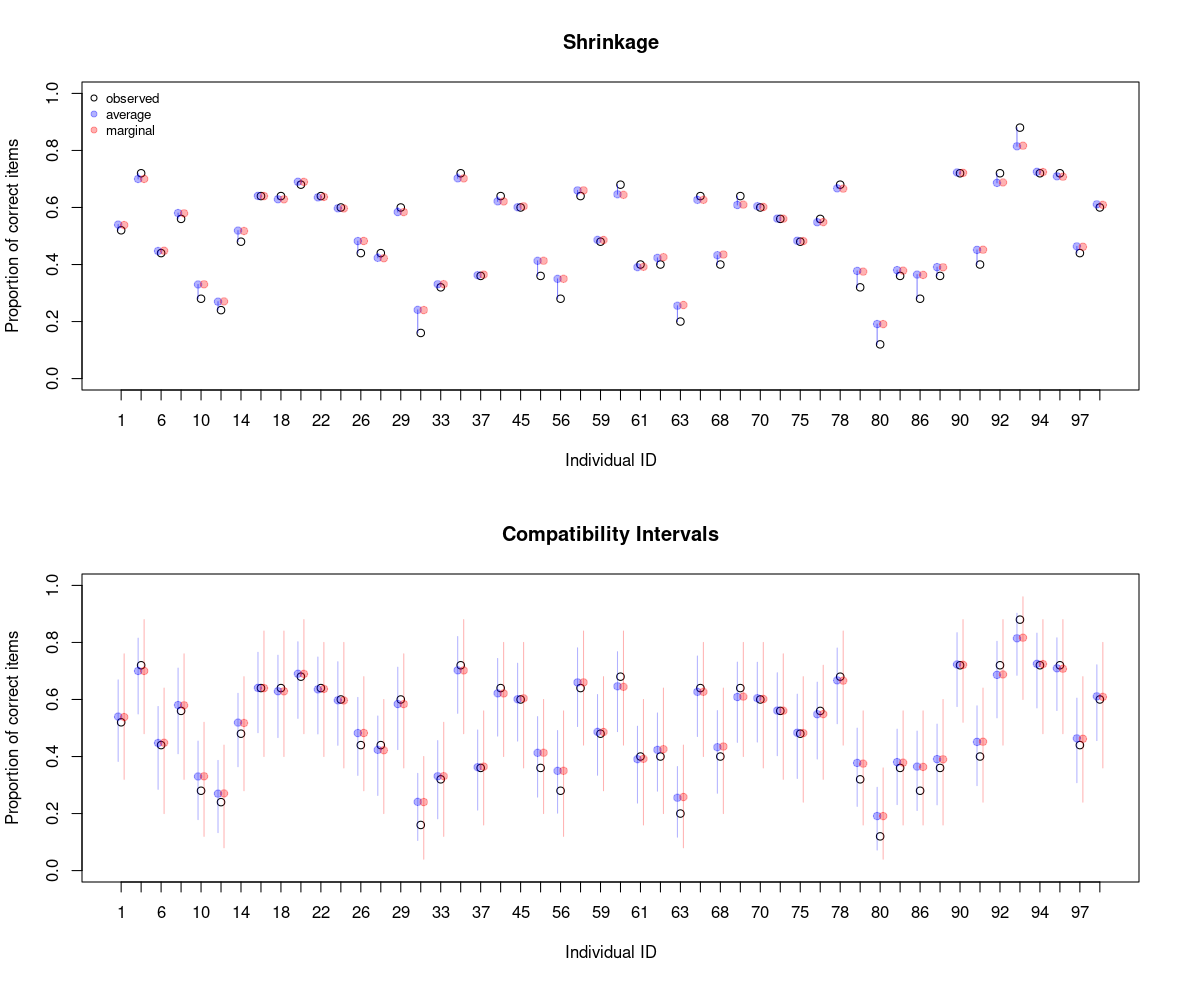 Shrinkage
Proportion of correct items
1.0
0.8
0.6
0.4
0.2
0.0
observed
average
marginal
1 6 10 14 18 22 26 29 33 37 45 56 59 61 63 68 70 75 78 80 86 90 92 94 97
Individual ID
Compatibility Intervals
Proportion of correct items
1.0
0.8
0.6
0.4
0.2
0.0
1 6 10 14 18 22 26 29 33 37 45 56 59 61 63 68 70 75 78 80 86 90 92 94 97
Individual ID